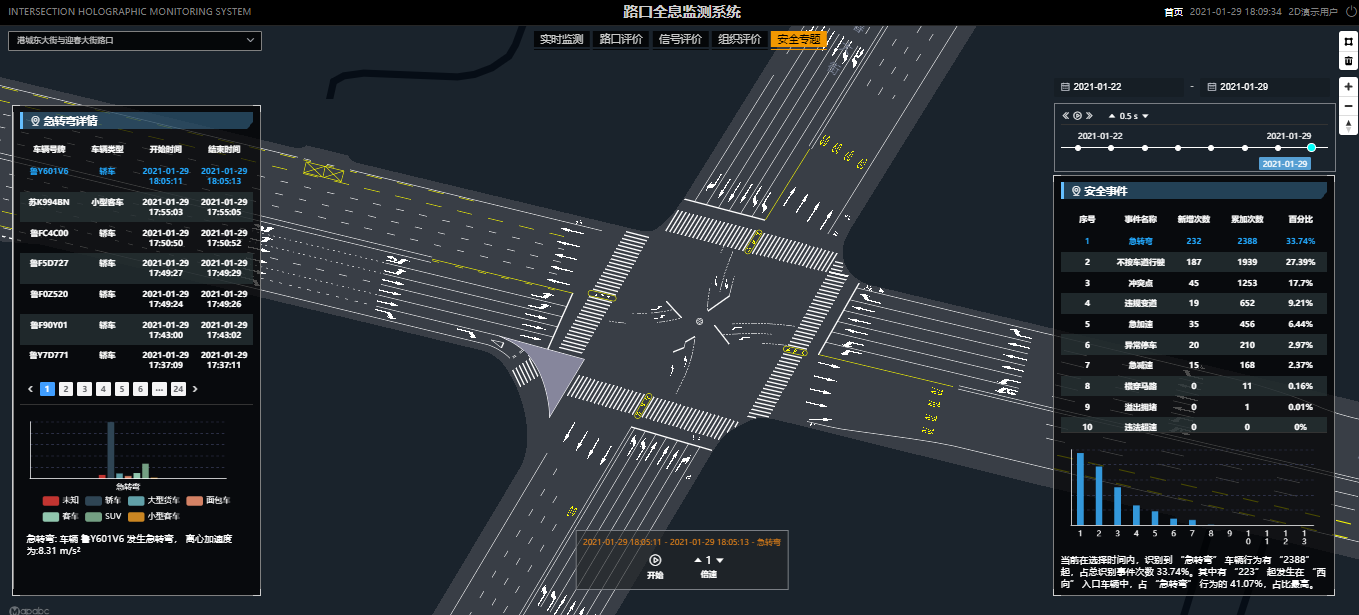 INTERSECTION HOLOGRAPHIC MONITORING SYSTEM
路口全息监测系统
首页 2021-01-29 18:09:34 2D演示用户
港城东大街与迎春大街路口
实时监测 路口评价 信号评价 组织评价 安全专题
急转弯详情
车辆号牌 车辆类型 开始时间 结束时间
鲁Y601V6 轿车 2021-01-29 18:05:11 2021-01-29 18:05:13
苏K994BN 小型客车 2021-01-29 17:55:03 2021-01-29 17:55:05
鲁FC4C00 轿车 2021-01-29 17:50:50 2021-01-29 17:50:52
鲁F5D727 轿车 2021-01-29 17:49:27 2021-01-29 17:49:29
鲁F0Z520 轿车 2021-01-29 17:49:24 2021-01-29 17:49:26
鲁F90Y01 轿车 2021-01-29 17:43:00 2021-01-29 17:43:02
鲁Y7D771 轿车 2021-01-29 17:37:09 2021-01-29 17:37:11
1 2 3 4 5 6 ... 24
急转弯
未知 轿车 大型货车 面包车
客车 SUV 小型客车
急转弯: 车辆 鲁Y601V6 发生急转弯， 离心加速度
为:8.31 m/s²
2021-01-29 18:05:11 - 2021-01-29 18:05:13 - 急转弯
1
开始 倍速
2021-01-22 - 2021-01-29
0.5 s
2021-01-22 2021-01-29
2021-01-29
安全事件
序号 事件名称 新增次数 累加次数 百分比
1 急转弯 232 2388 33.74%
2 不按车道行驶 187 1939 27.39%
3 冲突点 45 1253 17.7%
4 违规变道 19 652 9.21%
5 急加速 35 456 6.44%
6 异常停车 20 210 2.97%
7 急减速 15 168 2.37%
8 横穿马路 0 11 0.16%
9 溢出拥堵 0 1 0.01%
10 违法超速 0 0 0%
1 2 3 4 5 6 7 8 9 10 11 12 13
当前在选择时间内，识别到 “急转弯” 车辆行为有 “2388”
起，占总识别事件次数 33.74%。其中有 “223” 起发生在 “西
向” 入口车辆中，占 “急转弯” 行为的 41.07%，占比最高。
Mapabc